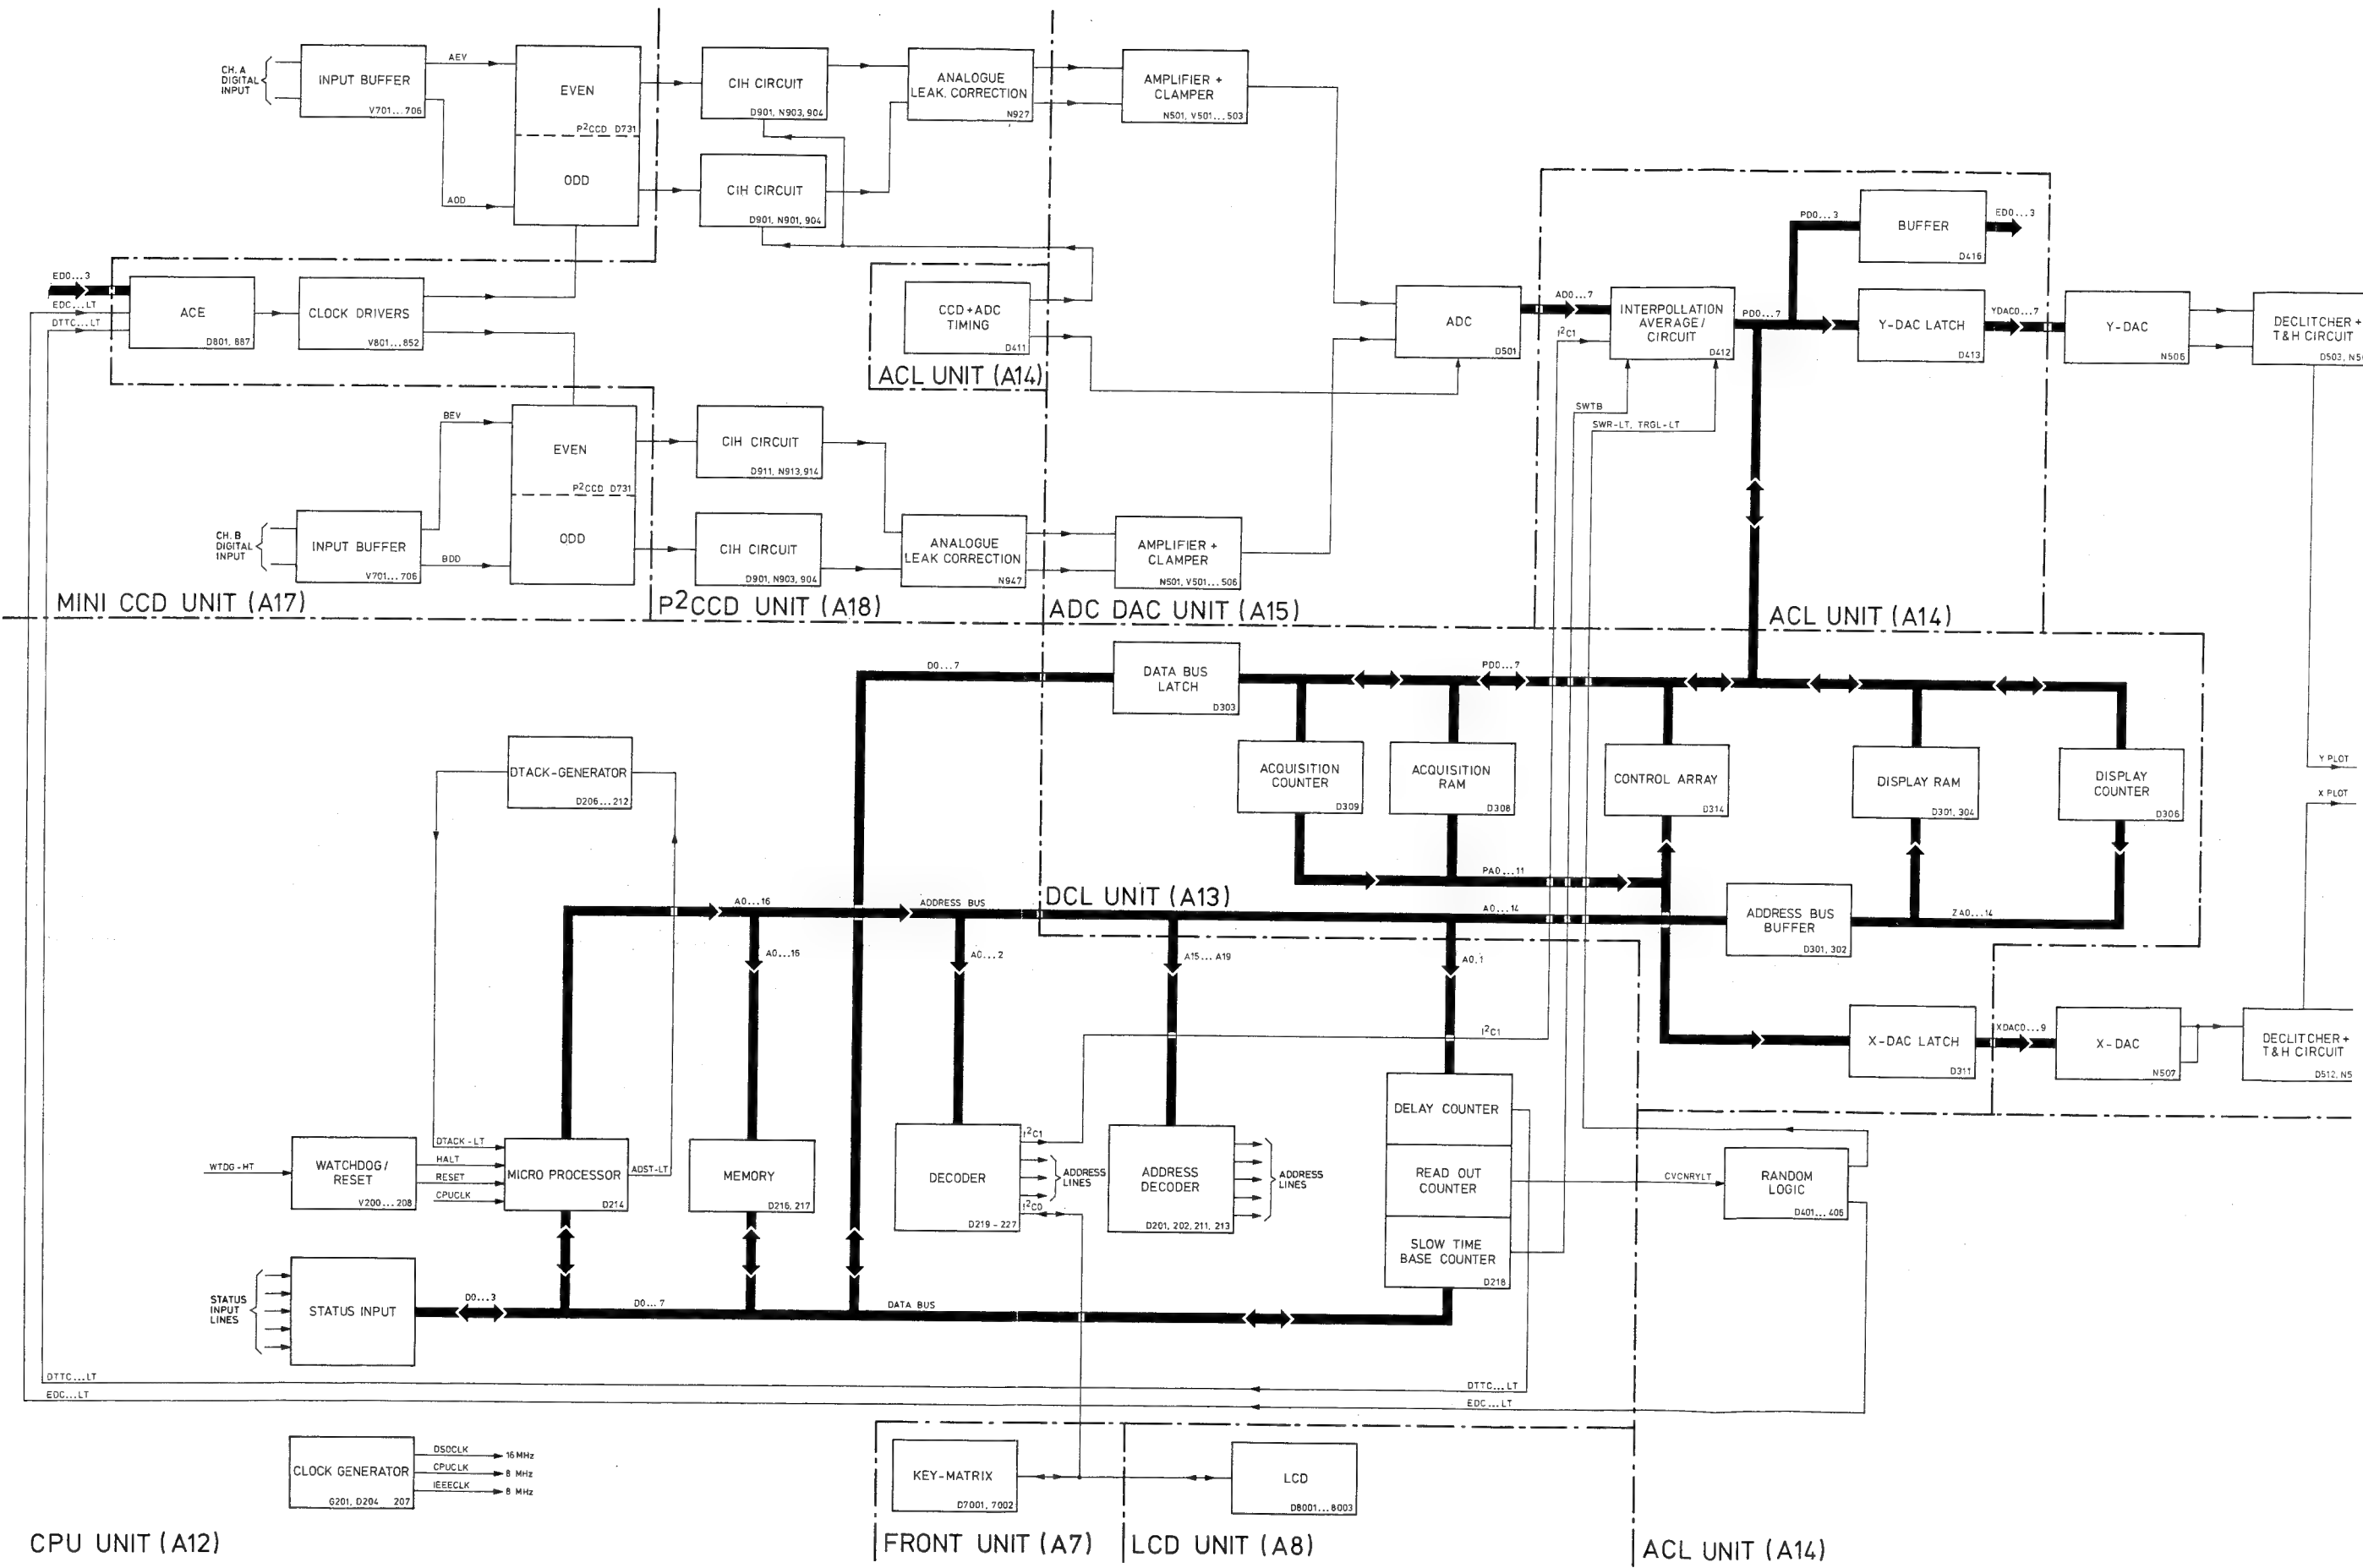 CH. A
DIGITAL
INPUT
INPUT BUFFER
V701...706
AEV
AOD
EVEN
P²CCD D731
ODD
CIH CIRCUIT
D901, N903, 904
CIH CIRCUIT
D901, N901, 904
ANALOGUE
LEAK. CORRECTION
N927
AMPLIFIER +
CLAMPER
N501, V501...503
ED0...3
EDC...LT
DTTC...LT
ACE
D801, 887
CLOCK DRIVERS
V801...852
CCD+ADC
TIMING
D411
ACL UNIT (A14)
ADC
D501
AD0...7
I²C1
INTERPOLLATION
AVERAGE/
CIRCUIT
D412
PD0...7
PD0...3
BUFFER
D416
ED0...3
Y-DAC LATCH
D413
YDAC0...7
Y-DAC
N506
DECLITCHER +
T&H CIRCUIT
D503, N50
SWTB
SWR-LT, TRGL-LT
CH. B
DIGITAL
INPUT
INPUT BUFFER
V701...706
BEV
BDD
EVEN
P²CCD D731
ODD
CIH CIRCUIT
D911, N913, 914
CIH CIRCUIT
D901, N903, 904
ANALOGUE
LEAK CORRECTION
N947
AMPLIFIER +
CLAMPER
N501, V501...506
MINI CCD UNIT (A17)
P²CCD UNIT (A18)
ADC DAC UNIT (A15)
ACL UNIT (A14)
D0...7
DATA BUS
LATCH
D303
PD0...7
ACQUISITION
COUNTER
D309
ACQUISITION
RAM
D308
CONTROL ARRAY
D314
DISPLAY RAM
D301, 304
DISPLAY
COUNTER
D306
Y PLOT
X PLOT
DTACK-GENERATOR
D206...212
PA0...11
DCL UNIT (A13)
A0...16
ADDRESS BUS
A0...14
ADDRESS BUS
BUFFER
D301, 302
ZA0...14
A0...15
A0...2
A15...A19
A0,1
I²C1
X-DAC LATCH
D311
XDAC0...9
X-DAC
N507
DECLITCHER +
T&H CIRCUIT
D512, N5
WTDG-HT
WATCHDOG/
RESET
V200...208
DTACK-LT
HALT
RESET
CPUCLK
MICRO PROCESSOR
D214
ADST-LT
MEMORY
D216, 217
DECODER
D219-227
I²C1
ADDRESS
LINES
I²C0
ADDRESS
DECODER
D201, 202, 211, 213
ADDRESS
LINES
DELAY COUNTER
READ OUT
COUNTER
SLOW TIME
BASE COUNTER
D218
CVCNRYLT
RANDOM
LOGIC
D401...406
STATUS
INPUT
LINES
STATUS INPUT
D0...3
D0...7
DATA BUS
DTTC...LT
EDC...LT
DTTC...LT
EDC...LT
CLOCK GENERATOR
G201, D204 207
DSOCLK
16 MHz
CPUCLK
8 MHz
IEEECLK
8 MHz
KEY-MATRIX
D7001, 7002
LCD
D8001...8003
CPU UNIT (A12)
FRONT UNIT (A7)
LCD UNIT (A8)
ACL UNIT (A14)